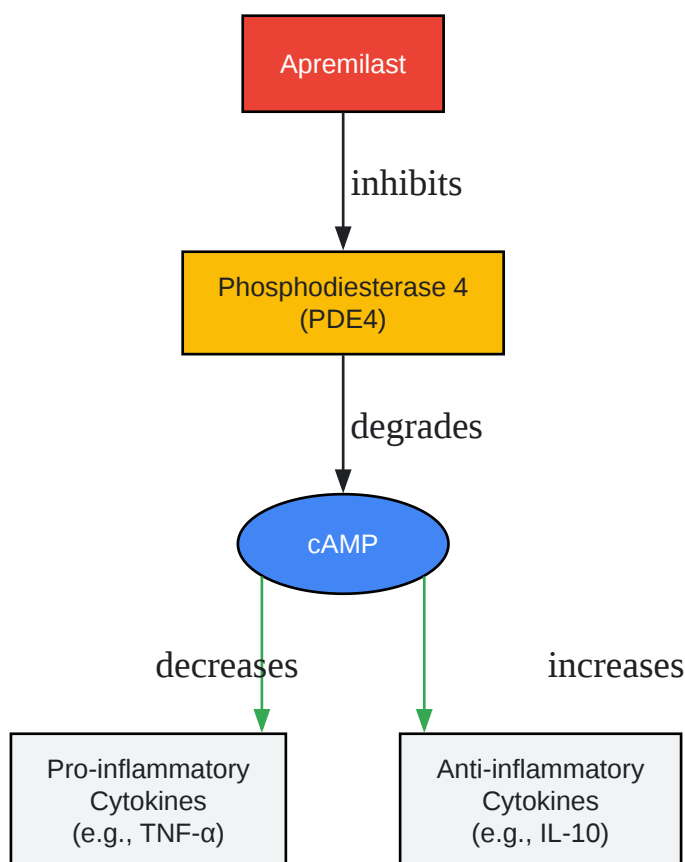 Apremilast
inhibits
Phosphodiesterase 4
(PDE4)
degrades
cAMP
decreases
increases
Pro-inflammatory
Cytokines
(e.g., TNF-α)
Anti-inflammatory
Cytokines
(e.g., IL-10)